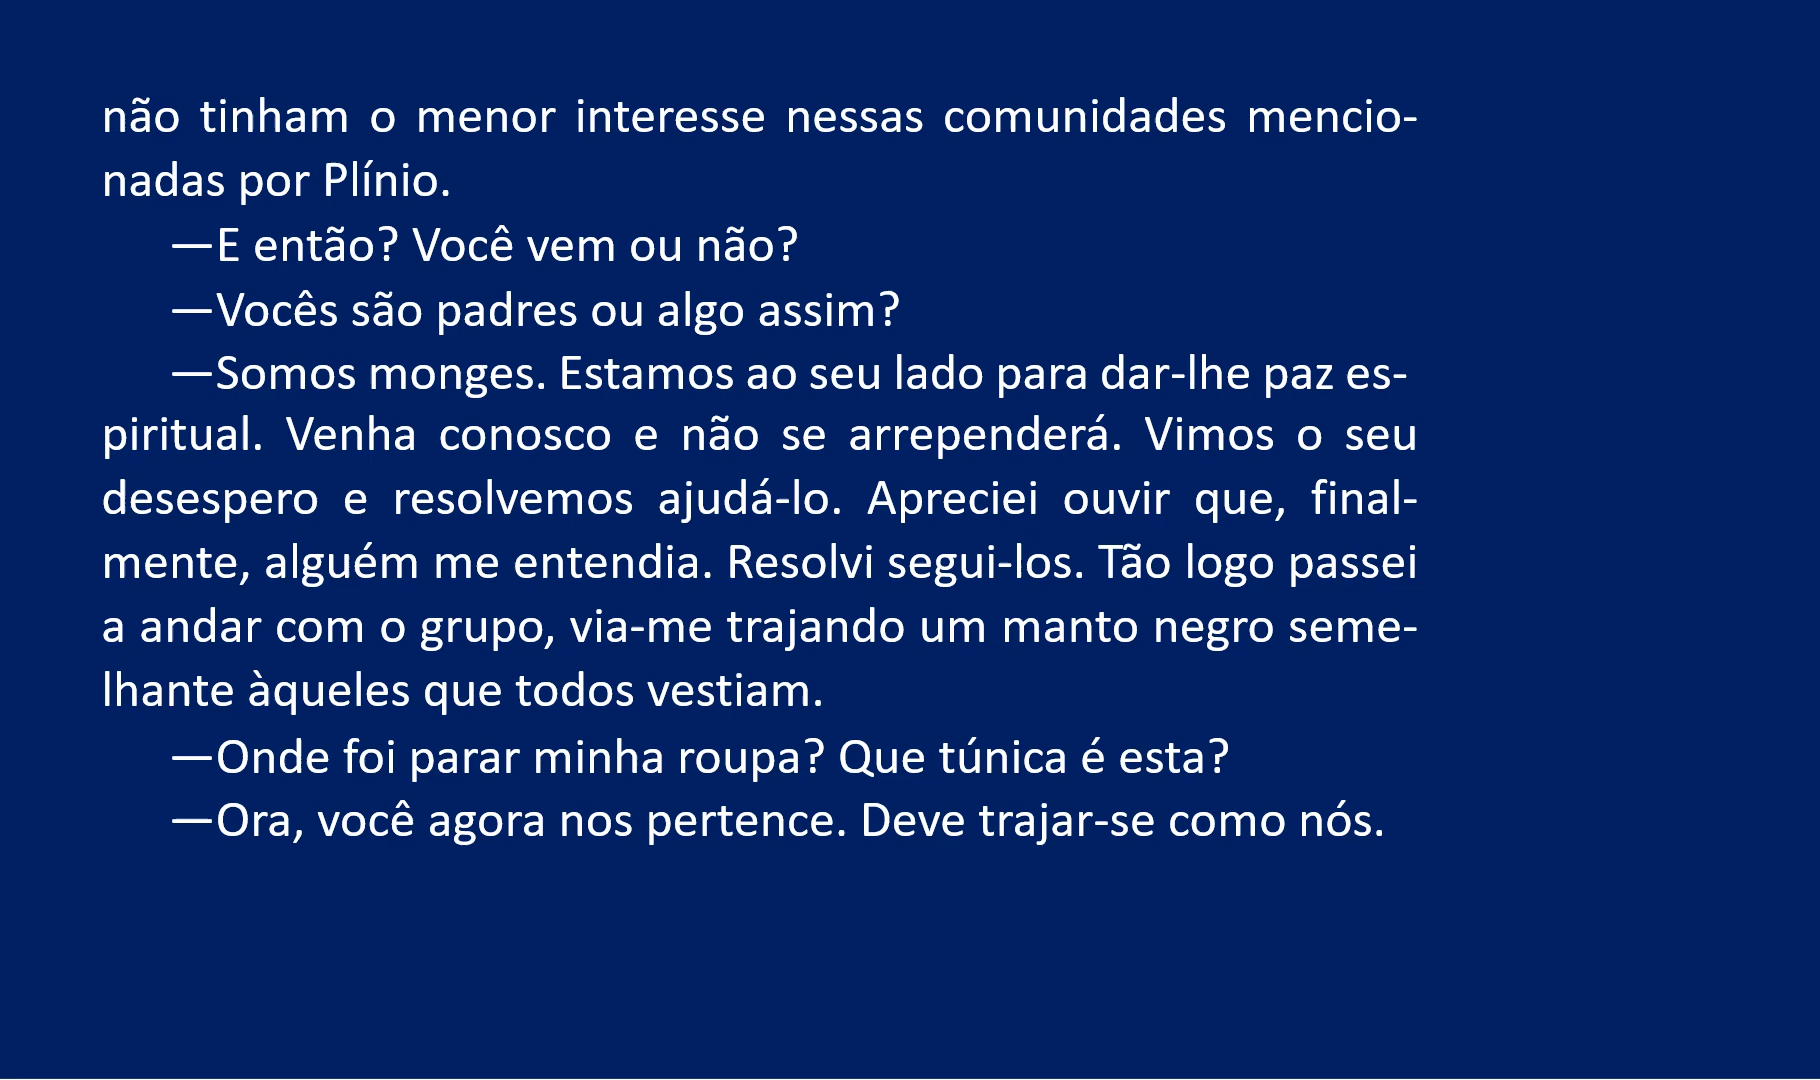 não tinham o menor interesse nessas comunidades mencio-
nadas por Plínio.
—E então? Você vem ou não?
—Vocês são padres ou algo assim?
—Somos monges. Estamos ao seu lado para dar-lhe paz es-
piritual. Venha conosco e não se arrependerá. Vimos o seu
desespero e resolvemos ajudá-lo. Apreciei ouvir que, final-
mente, alguém me entendia. Resolvi segui-los. Tão logo passei
a andar com o grupo, via-me trajando um manto negro seme-
lhante àqueles que todos vestiam.
—Onde foi parar minha roupa? Que túnica é esta?
—Ora, você agora nos pertence. Deve trajar-se como nós.